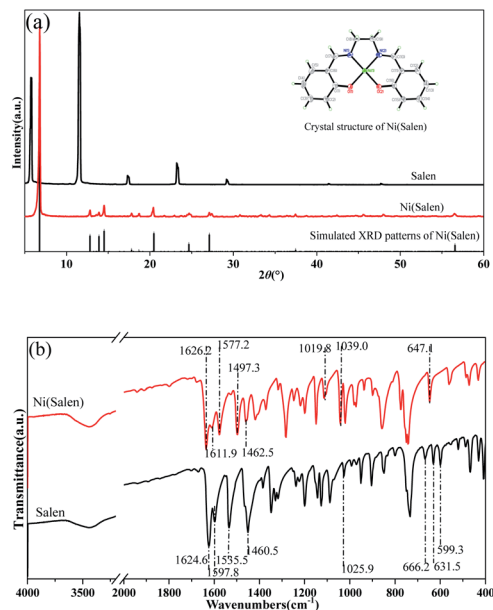 (a)
Intensity(a.u.)
Crystal structure of Ni(Salen)
Salen
Ni(Salen)
Simulated XRD patterns of Ni(Salen)
10 20 30 40 50 60
2θ(°)
(b)
1626.2 1577.2 1497.3 1019.8 1039.0 647.1
Ni(Salen)
1611.9 1462.5
Transmittance(a.u.)
Salen
1624.6 1597.8 1535.5 1460.5 1025.9 666.2 631.5 599.3
4000 3000 2000 2000 1800 1600 1400 1200 1000 800 600 400
Wavenumbers(cm-1)